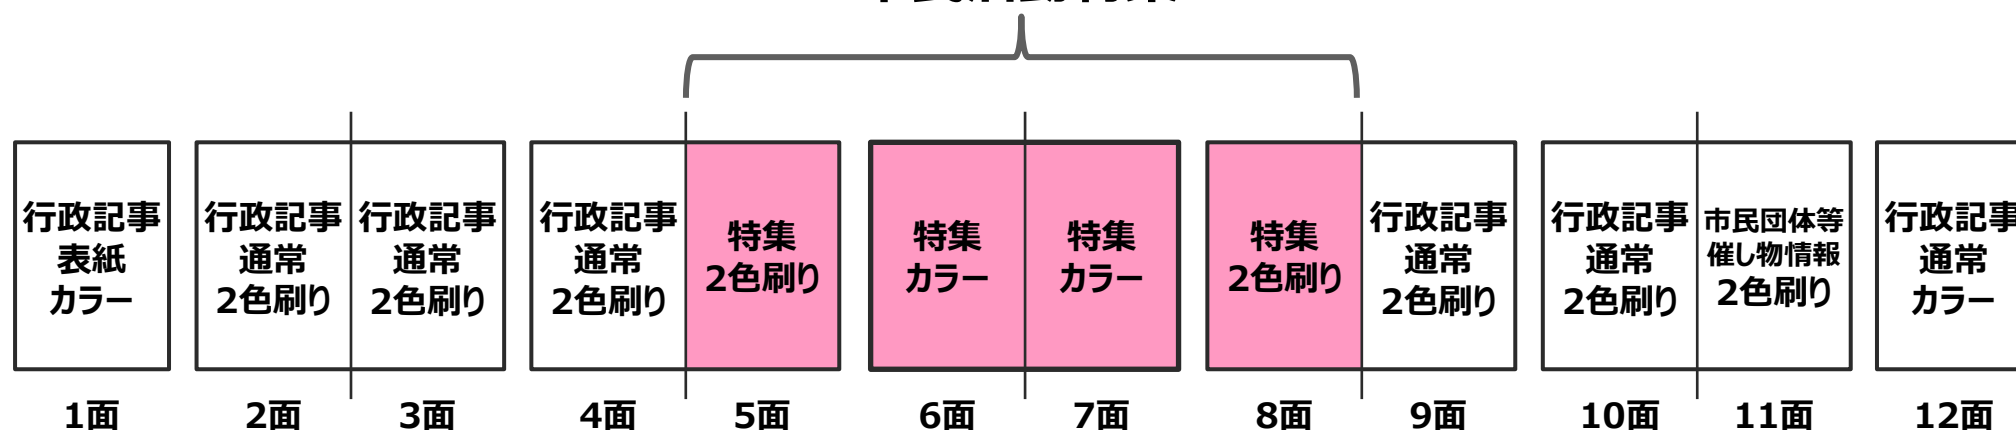 行政記事
表紙
カラー
行政記事
通常
2色刷り
行政記事
通常
2色刷り
行政記事
通常
2色刷り
特集
2色刷り
特集
カラー
特集
カラー
特集
2色刷り
行政記事
通常
2色刷り
行政記事
通常
2色刷り
市民団体等
催し物情報
2色刷り
行政記事
通常
カラー
1面
2面
3面
4面
5面
6面
7面
8面
9面
10面
11面
12面